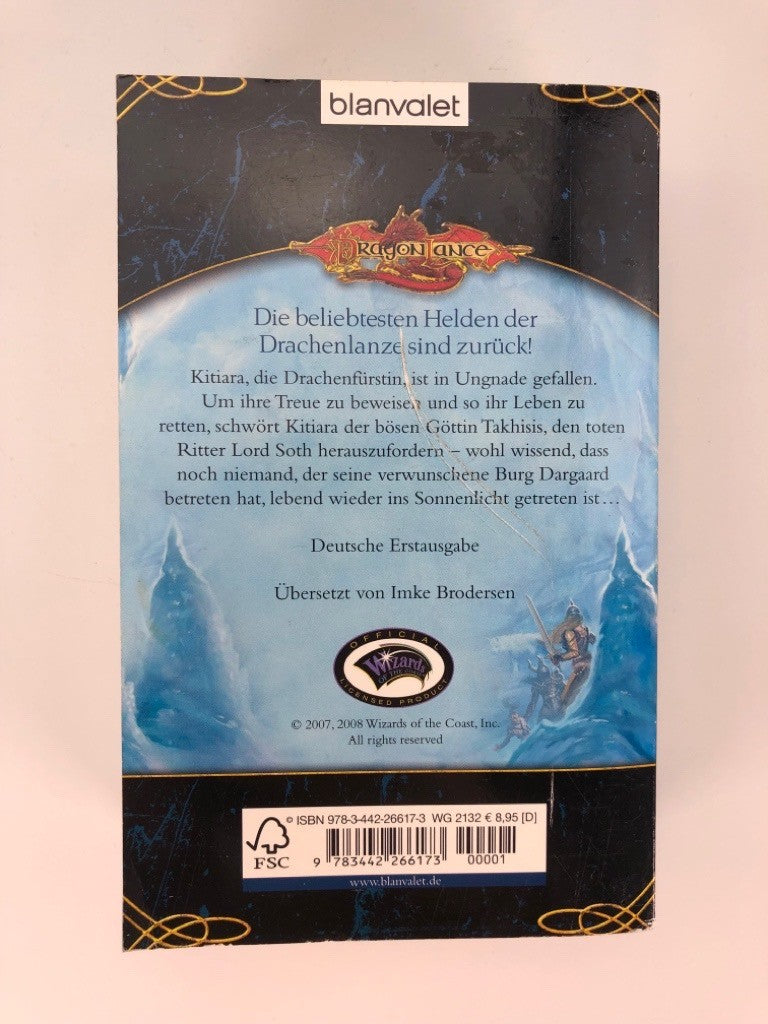 blanvalet
DRAGONLANCE
Die beliebtesten Helden der
Drachenlanze sind zurück!
Kitiara, die Drachenfürstin, ist in Ungnade gefallen.
Um ihre Treue zu beweisen und so ihr Leben zu
retten, schwört Kitiara der bösen Göttin Takhisis, den toten
Ritter Lord Soth herauszufordern – wohl wissend, dass
noch niemand, der seine verwunschene Burg Dargaard
betreten hat, lebend wieder ins Sonnenlicht getreten ist…
Deutsche Erstausgabe
Übersetzt von Imke Brodersen
OFFICIAL
Wizards
OF THE COAST
LICENSED PRODUCT
© 2007, 2008 Wizards of the Coast, Inc.
All rights reserved
© ISBN 978-3-442-26617-3 WG 2132 € 8,95 [D]
FSC
9 783442 266173 00001
www.blanvalet.de